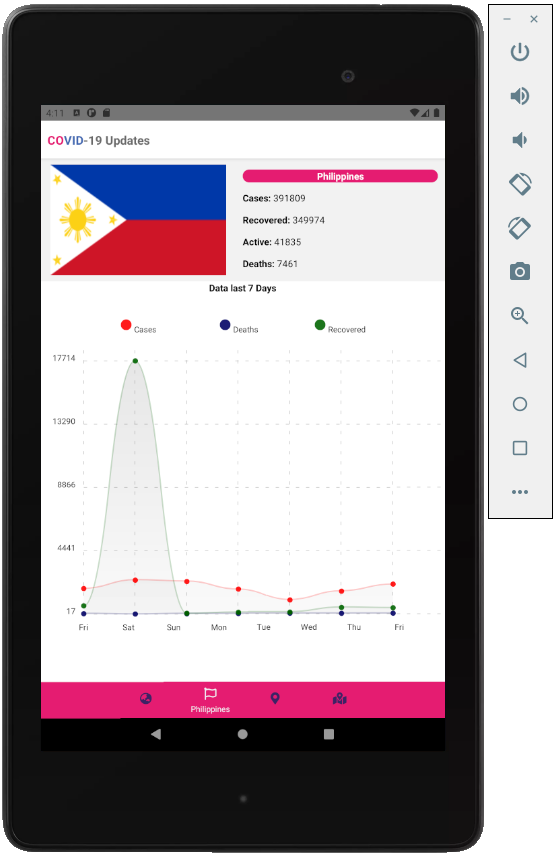 4:11
COVID-19 Updates
Philippines
Cases: 391809
Recovered: 349974
Active: 41835
Deaths: 7461
Data last 7 Days
Cases Deaths Recovered
17714
13290
8866
4441
17
Fri Sat Sun Mon Tue Wed Thu Fri
Philippines